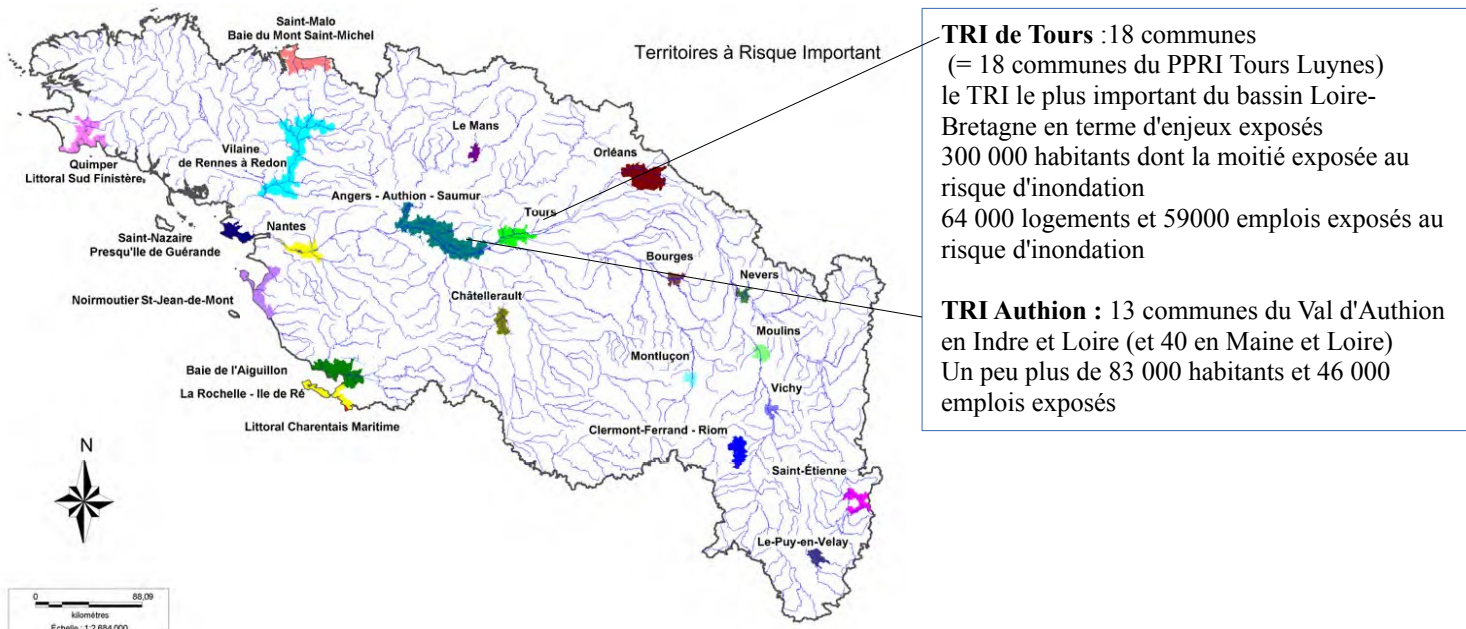 Saint-Malo
Baie du Mont Saint-Michel
Territoires à Risque Important
Le Mans
Orléans
Quimper
Littoral Sud Finistère
Vilaine
de Rennes à Redon
Angers - Authion - Saumur
Tours
Saint-Nazaire
Presqu'Ile de Guérande
Nantes
Bourges
Nevers
Noirmoutier St-Jean-de-Mont
Châtellerault
Moulins
Montluçon
Baie de l'Aiguillon
Vichy
La Rochelle - Ile de Ré
Littoral Charentais Maritime
Clermont-Ferrand - Riom
Saint-Étienne
Le-Puy-en-Velay
N
0 88,09
kilomètres
Échelle : 1:2 684 000
TRI de Tours :18 communes
(= 18 communes du PPRI Tours Luynes)
le TRI le plus important du bassin Loire-
Bretagne en terme d'enjeux exposés
300 000 habitants dont la moitié exposée au
risque d'inondation
64 000 logements et 59000 emplois exposés au
risque d'inondation
TRI Authion : 13 communes du Val d'Authion
en Indre et Loire (et 40 en Maine et Loire)
Un peu plus de 83 000 habitants et 46 000
emplois exposés